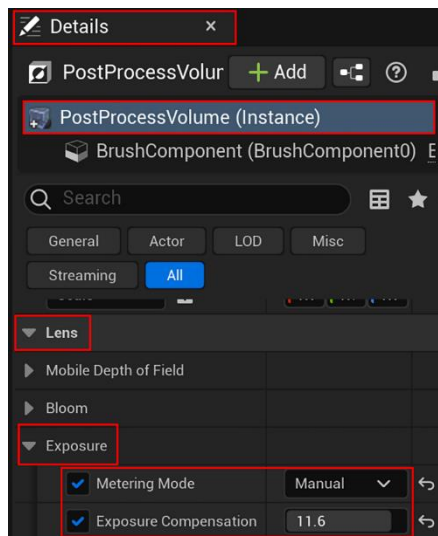 Details ×
PostProcessVolur + Add
PostProcessVolume (Instance)
BrushComponent (BrushComponent0) E
Search
General Actor LOD Misc
Streaming All
Lens
Mobile Depth of Field
Bloom
Exposure
Metering Mode Manual
Exposure Compensation 11.6